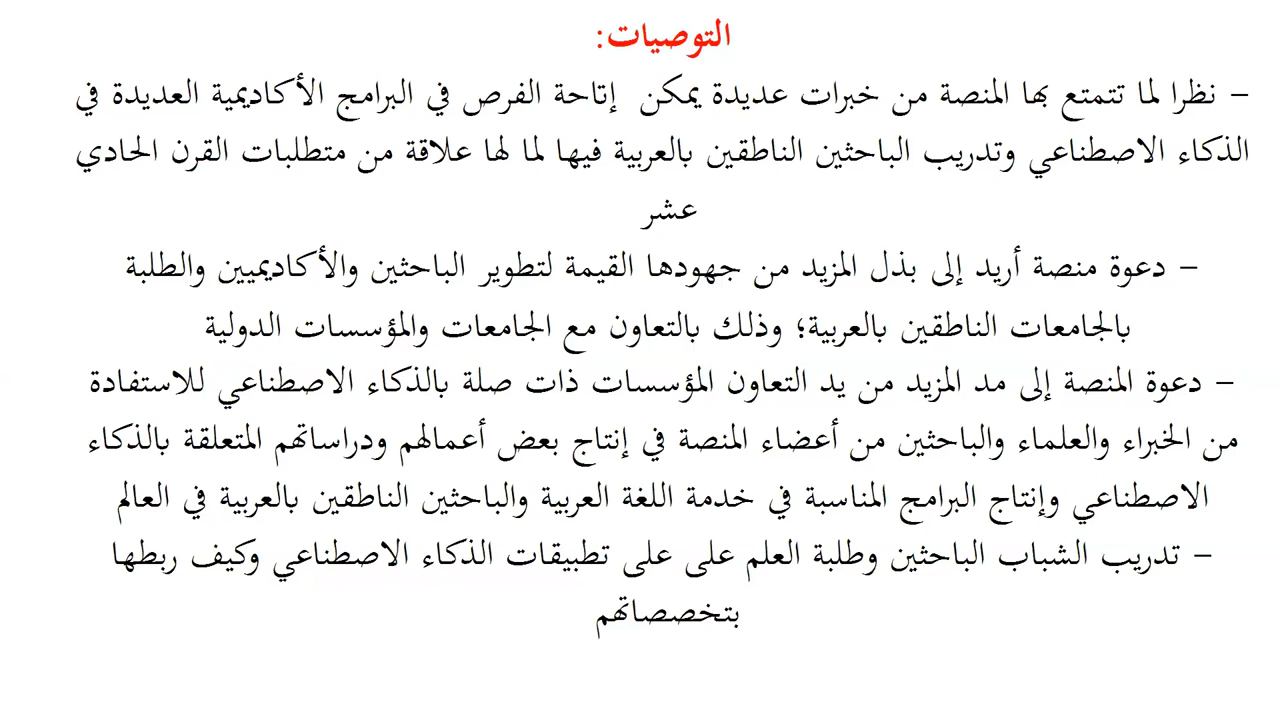 التوصيات:
– نظرا لما تتمتع بها المنصة من خبرات عديدة يمكن إتاحة الفرص في البرامج الأكاديمية العديدة في
الذكاء الاصطناعي وتدريب الباحثين الناطقين بالعربية فيها لما لها علاقة من متطلبات القرن الحادي
عشر
– دعوة منصة أريد إلى بذل المزيد من جهودها القيمة لتطوير الباحثين والأكاديميين والطلبة
بالجامعات الناطقين بالعربية؛ وذلك بالتعاون مع الجامعات والمؤسسات الدولية
– دعوة المنصة إلى مد المزيد من يد التعاون المؤسسات ذات صلة بالذكاء الاصطناعي للاستفادة
من الخبراء والعلماء والباحثين من أعضاء المنصة في إنتاج بعض أعمالهم ودراساتهم المتعلقة بالذكاء
الاصطناعي وإنتاج البرامج المناسبة في خدمة اللغة العربية والباحثين الناطقين بالعربية في العالم
– تدريب الشباب الباحثين وطلبة العلم على على تطبيقات الذكاء الاصطناعي وكيف ربطها
بتخصصاتهم